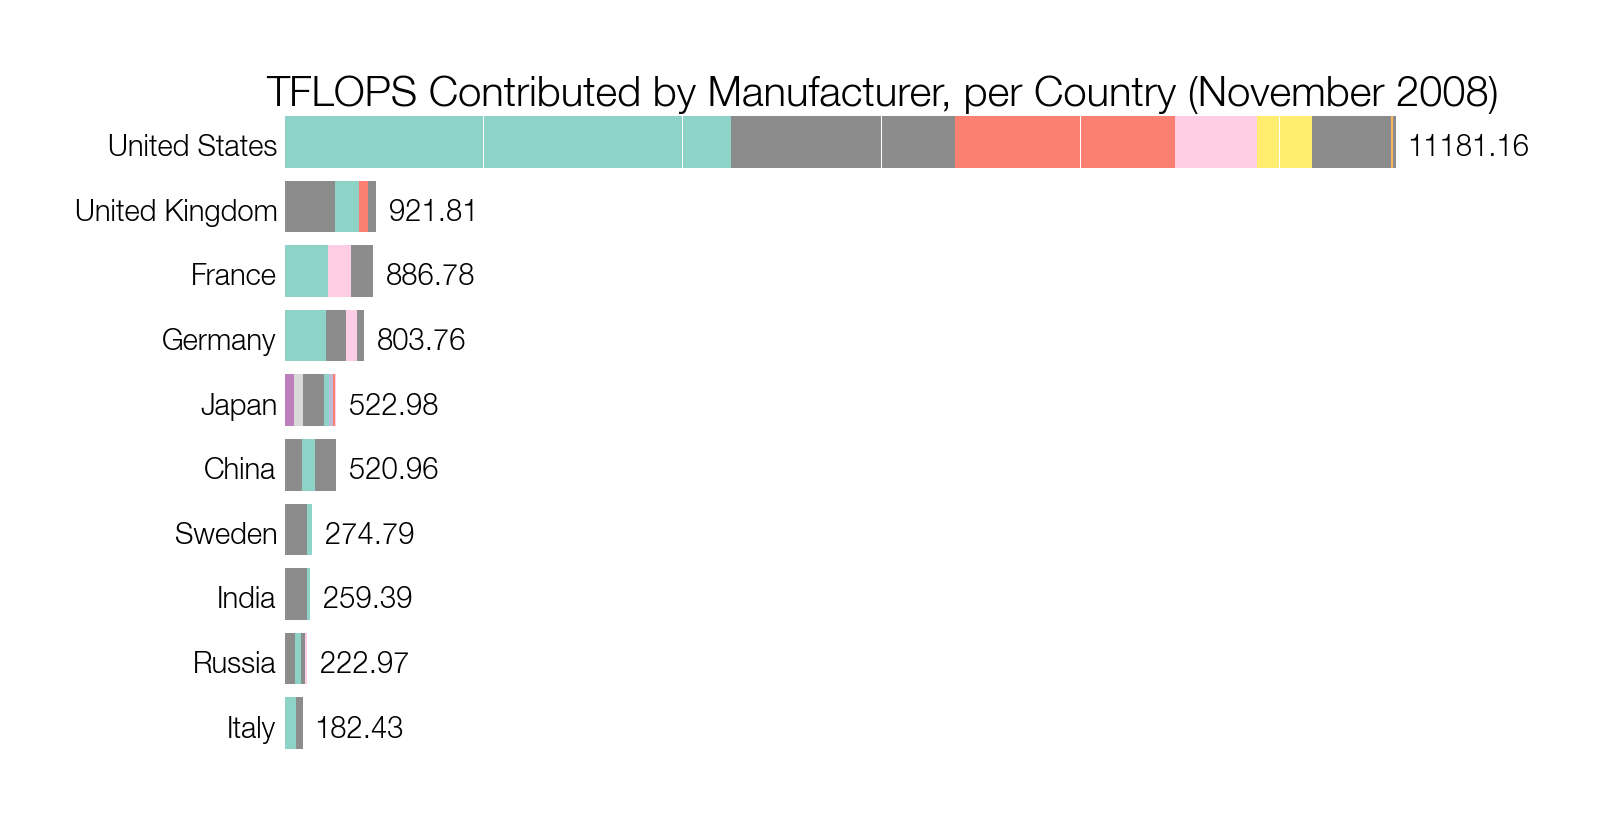 TFLOPS Contributed by Manufacturer, per Country (November 2008)
United States 11181.16
United Kingdom 921.81
France 886.78
Germany 803.76
Japan 522.98
China 520.96
Sweden 274.79
India 259.39
Russia 222.97
Italy 182.43